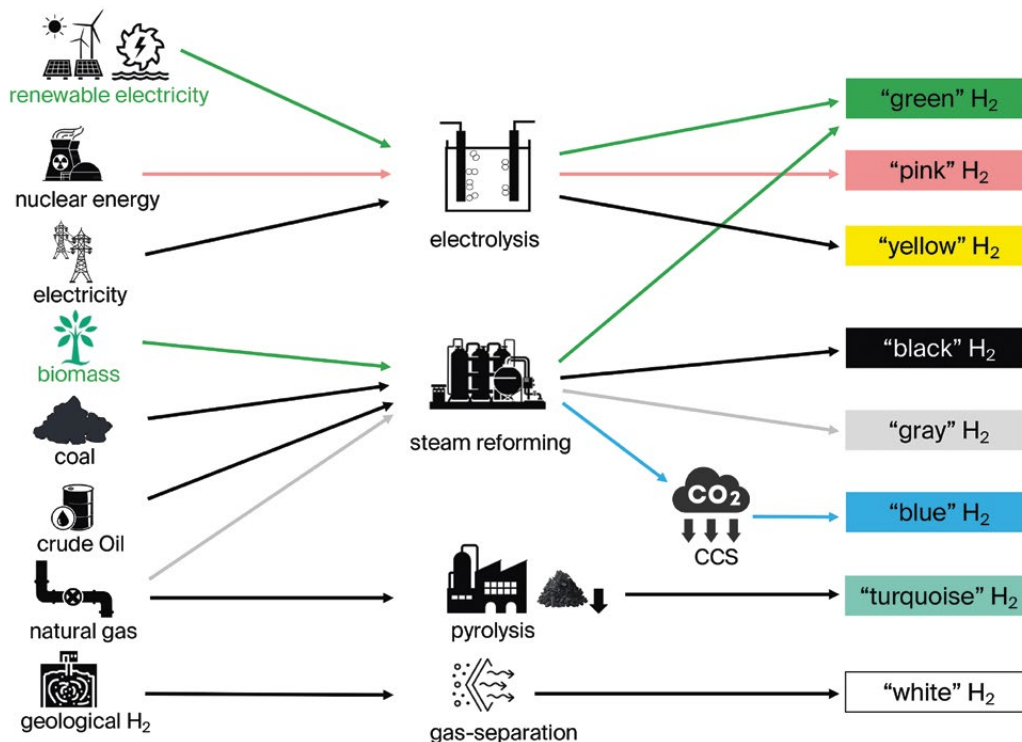 renewable electricity
nuclear energy
electricity
biomass
coal
crude Oil
natural gas
geological H₂
electrolysis
steam reforming
CO₂
CCS
pyrolysis
gas-separation
“green” H₂
“pink” H₂
“yellow” H₂
“black” H₂
“gray” H₂
“blue” H₂
“turquoise” H₂
“white” H₂